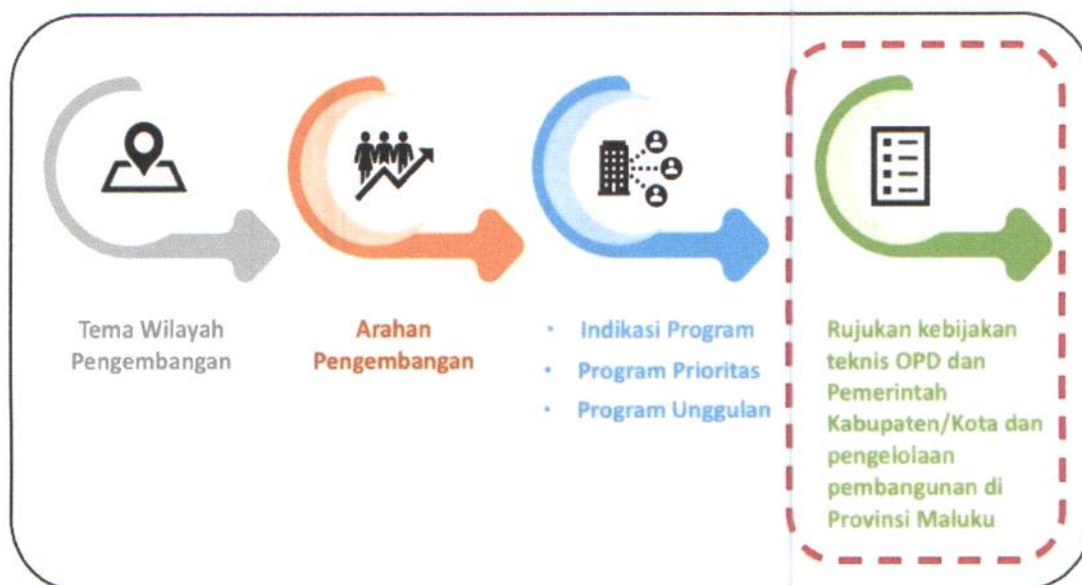 Tema Wilayah
Pengembangan
Arahan
Pengembangan
• Indikasi Program
• Program Prioritas
• Program Unggulan
Rujukan kebijakan
teknis OPD dan
Pemerintah
Kabupaten/Kota dan
pengelolaan
pembangunan di
Provinsi Maluku